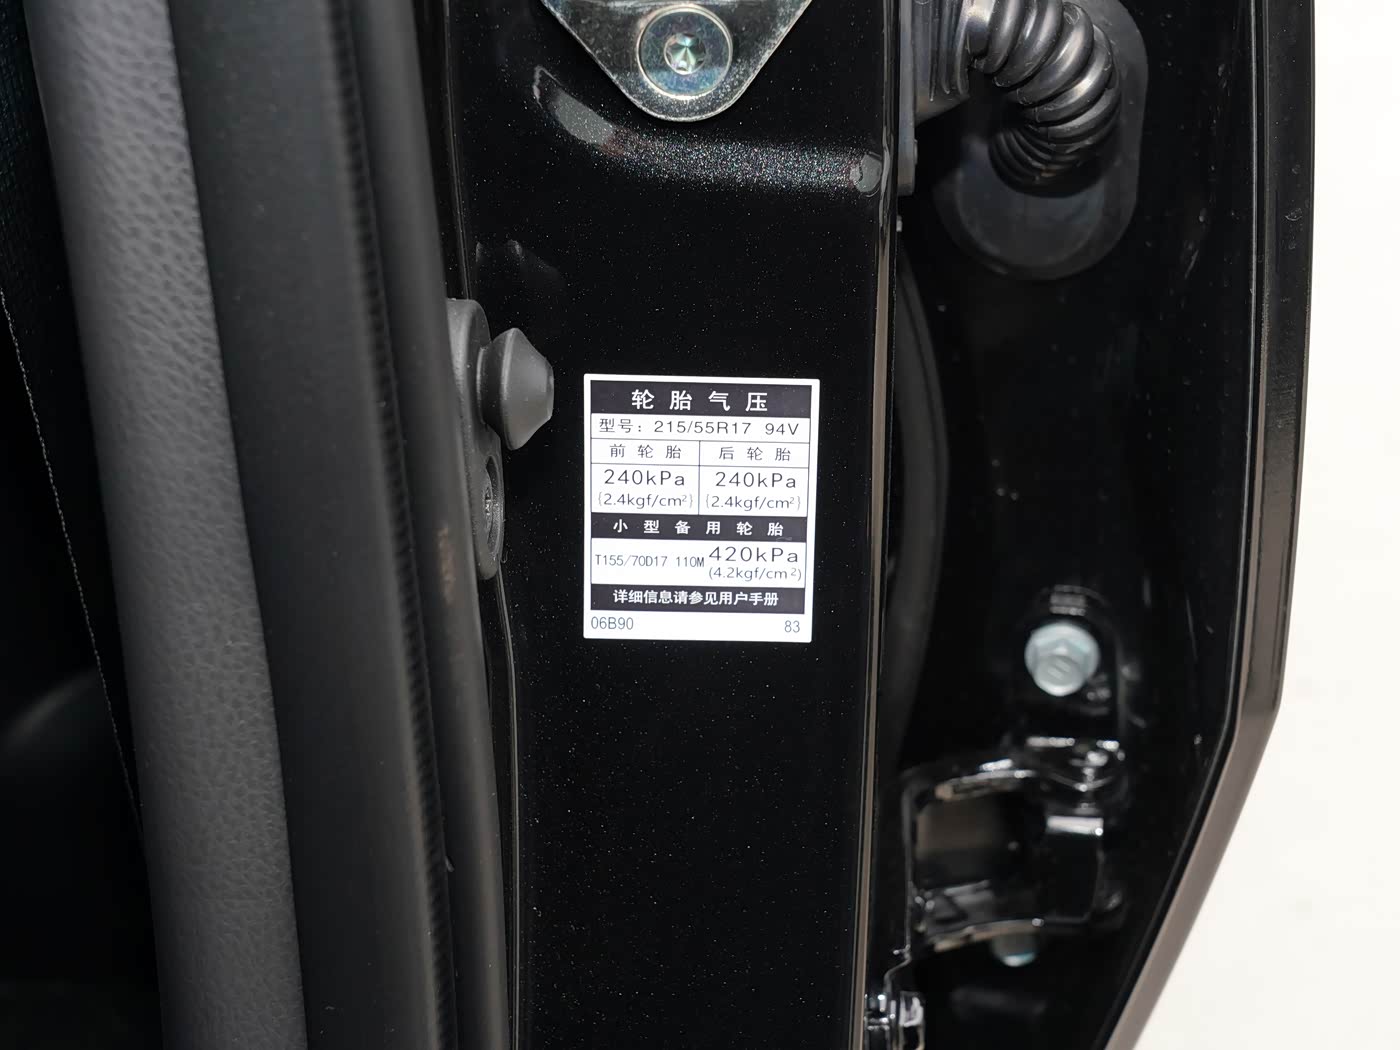 轮胎气压
型号: 215/55R17 94V
前轮胎 后轮胎
240kPa 240kPa
(2.4kgf/cm²) (2.4kgf/cm²)
小型备用轮胎
T155/70D17 110M 420kPa
(4.2kgf/cm²)
详细信息请参见用户手册
06B90 83